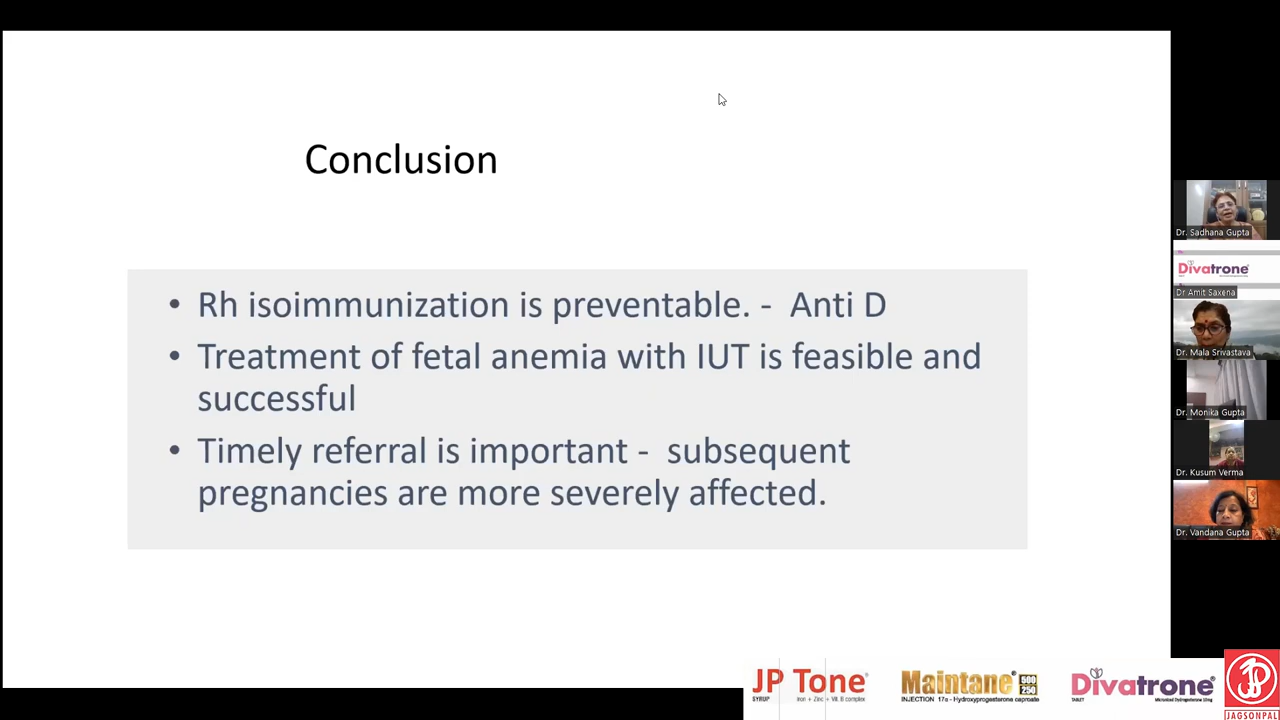 Conclusion
• Rh isoimmunization is preventable. - Anti D
• Treatment of fetal anemia with IUT is feasible and
successful
• Timely referral is important - subsequent
pregnancies are more severely affected.
Dr. Sadhana Gupta
Divatrone®
Dr Amit Saxena
Dr. Mala Srivastava
Dr. Monika Gupta
Dr. Kusum Verma
Dr. Vandana Gupta
JP Tone®
SYRUP Iron + Zinc + Vit. B complex
Maintane® 500 250
INJECTION 17α - Hydroxyprogesterone caproate
Divatrone®
TABLET Micronized Dydrogesterone 10mg
JAGSONPAL